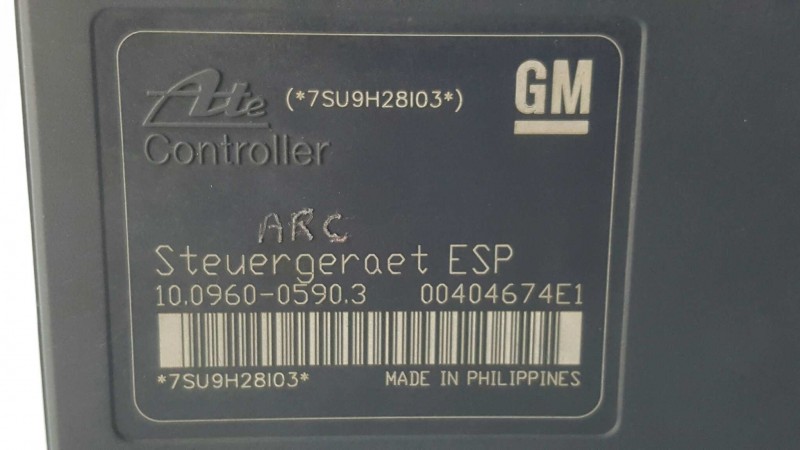 Ate (*7SU9H28I03*) GM
Controller
ARC
Steuergeraet ESP
10.0960-0590.3 00404674E1
*7SU9H28I03* MADE IN PHILIPPINES